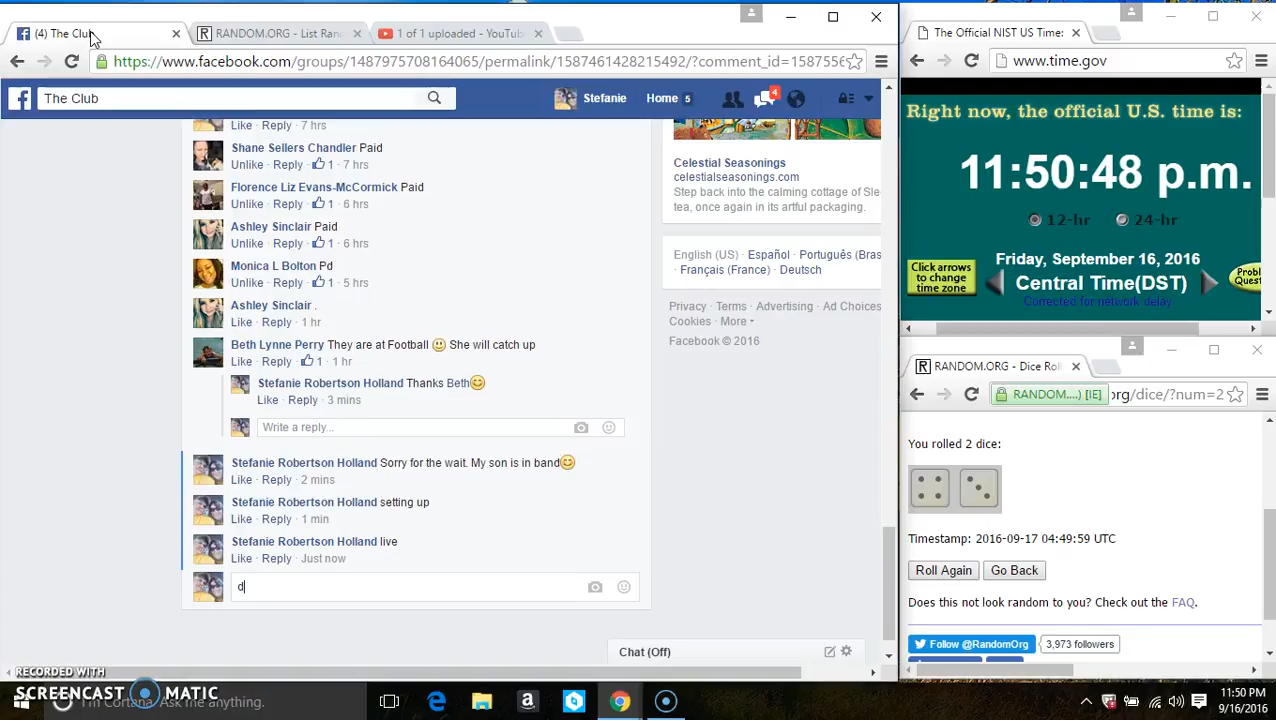 (4) The Club
RANDOM.ORG - List Ran
1 of 1 uploaded - YouTu
https://www.facebook.com/groups/1487975708164065/permalink/1587461428215492/?comment_id=158755
The Club
Stefanie
Home 5
4
7 hrs
Like · Reply
Shane Sellers Chandler Paid
Unlike · Reply · 1 · 7 hrs
Florence Liz Evans-McCormick Paid
Unlike · Reply · 1 · 6 hrs
Ashley Sinclair Paid
Unlike · Reply · 1 · 6 hrs
Monica L Bolton Pd
Unlike · Reply · 1 · 5 hrs
Ashley Sinclair .
Like · Reply · 1 hr
Beth Lynne Perry They are at Football 😃 She will catch up
Like · Reply · 1 · 1 hr
Stefanie Robertson Holland Thanks Beth😊
Like · Reply · 3 mins
Write a reply...
Stefanie Robertson Holland Sorry for the wait. My son is in band😊
Like · Reply · 2 mins
Stefanie Robertson Holland setting up
Like · Reply · 1 min
Stefanie Robertson Holland live
Like · Reply · Just now
d
Celestial Seasonings
celestialseasonings.com
Step back into the calming cottage of Sle
tea, once again in its artful packaging.
English (US) · Español · Português (Bras
· Français (France) · Deutsch
Privacy · Terms · Advertising · Ad Choices
Cookies · More
Facebook © 2016
Chat (Off)
The Official NIST US Time:
www.time.gov
Right now, the official U.S. time is:
11:50:48 p.m.
12-hr 24-hr
Friday, September 16, 2016
Click arrows
to change
time zone
Central Time(DST)
Corrected for network delay
Probl
Quest
RANDOM.ORG - Dice Roll
RANDOM....) [IE] org/dice/?num=2
You rolled 2 dice:
Timestamp: 2016-09-17 04:49:59 UTC
Roll Again
Go Back
Does this not look random to you? Check out the FAQ.
Follow @RandomOrg
3,973 followers
RECORDED WITH
SCREENCAST MATIC
I'm Cortana. Ask me anything.
11:50 PM
9/16/2016